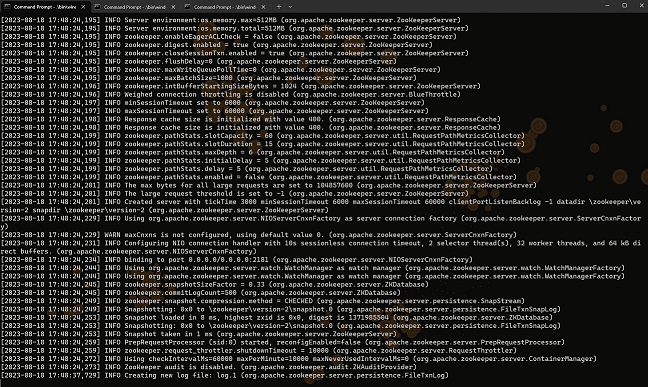 Command Prompt - .\bin\wind
Command Prompt - .\bin\wind
Command Prompt
[2023-08-18 17:48:24,195] INFO Server environment:os.memory.max=512MB (org.apache.zookeeper.server.ZooKeeperServer)
[2023-08-18 17:48:24,195] INFO Server environment:os.memory.total=512MB (org.apache.zookeeper.server.ZooKeeperServer)
[2023-08-18 17:48:24,195] INFO zookeeper.enableEagerACLCheck = false (org.apache.zookeeper.server.ZooKeeperServer)
[2023-08-18 17:48:24,195] INFO zookeeper.digest.enabled = true (org.apache.zookeeper.server.ZooKeeperServer)
[2023-08-18 17:48:24,195] INFO zookeeper.closeSessionTxn.enabled = true (org.apache.zookeeper.server.ZooKeeperServer)
[2023-08-18 17:48:24,195] INFO zookeeper.flushDelay=0 (org.apache.zookeeper.server.ZooKeeperServer)
[2023-08-18 17:48:24,195] INFO zookeeper.maxWriteQueuePollTime=0 (org.apache.zookeeper.server.ZooKeeperServer)
[2023-08-18 17:48:24,195] INFO zookeeper.maxBatchSize=1000 (org.apache.zookeeper.server.ZooKeeperServer)
[2023-08-18 17:48:24,196] INFO zookeeper.intBufferStartingSizeBytes = 1024 (org.apache.zookeeper.server.ZooKeeperServer)
[2023-08-18 17:48:24,196] INFO Weighed connection throttling is disabled (org.apache.zookeeper.server.BlueThrottle)
[2023-08-18 17:48:24,197] INFO minSessionTimeout set to 6000 (org.apache.zookeeper.server.ZooKeeperServer)
[2023-08-18 17:48:24,197] INFO maxSessionTimeout set to 60000 (org.apache.zookeeper.server.ZooKeeperServer)
[2023-08-18 17:48:24,198] INFO Response cache size is initialized with value 400. (org.apache.zookeeper.server.ResponseCache)
[2023-08-18 17:48:24,198] INFO Response cache size is initialized with value 400. (org.apache.zookeeper.server.ResponseCache)
[2023-08-18 17:48:24,199] INFO zookeeper.pathStats.slotCapacity = 60 (org.apache.zookeeper.server.util.RequestPathMetricsCollector)
[2023-08-18 17:48:24,199] INFO zookeeper.pathStats.slotDuration = 15 (org.apache.zookeeper.server.util.RequestPathMetricsCollector)
[2023-08-18 17:48:24,199] INFO zookeeper.pathStats.maxDepth = 6 (org.apache.zookeeper.server.util.RequestPathMetricsCollector)
[2023-08-18 17:48:24,199] INFO zookeeper.pathStats.initialDelay = 5 (org.apache.zookeeper.server.util.RequestPathMetricsCollector)
[2023-08-18 17:48:24,199] INFO zookeeper.pathStats.delay = 5 (org.apache.zookeeper.server.util.RequestPathMetricsCollector)
[2023-08-18 17:48:24,199] INFO zookeeper.pathStats.enabled = false (org.apache.zookeeper.server.util.RequestPathMetricsCollector)
[2023-08-18 17:48:24,201] INFO The max bytes for all large requests are set to 104857600 (org.apache.zookeeper.server.ZooKeeperServer)
[2023-08-18 17:48:24,201] INFO The large request threshold is set to -1 (org.apache.zookeeper.server.ZooKeeperServer)
[2023-08-18 17:48:24,201] INFO Created server with tickTime 3000 minSessionTimeout 6000 maxSessionTimeout 60000 clientPortListenBacklog -1 datadir \zookeeper\ve
rsion-2 snapdir \zookeeper\version-2 (org.apache.zookeeper.server.ZooKeeperServer)
[2023-08-18 17:48:24,229] INFO Using org.apache.zookeeper.server.NIOServerCnxnFactory as server connection factory (org.apache.zookeeper.server.ServerCnxnFactor
y)
[2023-08-18 17:48:24,229] WARN maxCnxns is not configured, using default value 0. (org.apache.zookeeper.server.ServerCnxnFactory)
[2023-08-18 17:48:24,231] INFO Configuring NIO connection handler with 10s sessionless connection timeout, 2 selector thread(s), 32 worker threads, and 64 kB di
rect buffers. (org.apache.zookeeper.server.NIOServerCnxnFactory)
[2023-08-18 17:48:24,234] INFO binding to port 0.0.0.0/0.0.0.0:2181 (org.apache.zookeeper.server.NIOServerCnxnFactory)
[2023-08-18 17:48:24,244] INFO Using org.apache.zookeeper.server.watch.WatchManager as watch manager (org.apache.zookeeper.server.watch.WatchManagerFactory)
[2023-08-18 17:48:24,244] INFO Using org.apache.zookeeper.server.watch.WatchManager as watch manager (org.apache.zookeeper.server.watch.WatchManagerFactory)
[2023-08-18 17:48:24,245] INFO zookeeper.snapshotSizeFactor = 0.33 (org.apache.zookeeper.server.ZKDatabase)
[2023-08-18 17:48:24,245] INFO zookeeper.commitLogCount=500 (org.apache.zookeeper.server.ZKDatabase)
[2023-08-18 17:48:24,249] INFO zookeeper.snapshot.compression.method = CHECKED (org.apache.zookeeper.server.persistence.SnapStream)
[2023-08-18 17:48:24,249] INFO Snapshotting: 0x0 to \zookeeper\version-2\snapshot.0 (org.apache.zookeeper.server.persistence.FileTxnSnapLog)
[2023-08-18 17:48:24,253] INFO Snapshot loaded in 8 ms, highest zxid is 0x0, digest is 1371985504 (org.apache.zookeeper.server.ZKDatabase)
[2023-08-18 17:48:24,253] INFO Snapshotting: 0x0 to \zookeeper\version-2\snapshot.0 (org.apache.zookeeper.server.persistence.FileTxnSnapLog)
[2023-08-18 17:48:24,253] INFO Snapshot taken in 1 ms (org.apache.zookeeper.server.ZooKeeperServer)
[2023-08-18 17:48:24,259] INFO PrepRequestProcessor (sid:0) started, reconfigEnabled=false (org.apache.zookeeper.server.PrepRequestProcessor)
[2023-08-18 17:48:24,259] INFO zookeeper.request_throttler.shutdownTimeout = 10000 (org.apache.zookeeper.server.RequestThrottler)
[2023-08-18 17:48:24,272] INFO Using checkIntervalMs=60000 maxPerMinute=10000 maxNeverUsedIntervalMs=0 (org.apache.zookeeper.server.ContainerManager)
[2023-08-18 17:48:24,273] INFO ZooKeeper audit is disabled. (org.apache.zookeeper.audit.ZKAuditProvider)
[2023-08-18 17:48:37,729] INFO Creating new log file: log.1 (org.apache.zookeeper.server.persistence.FileTxnLog)